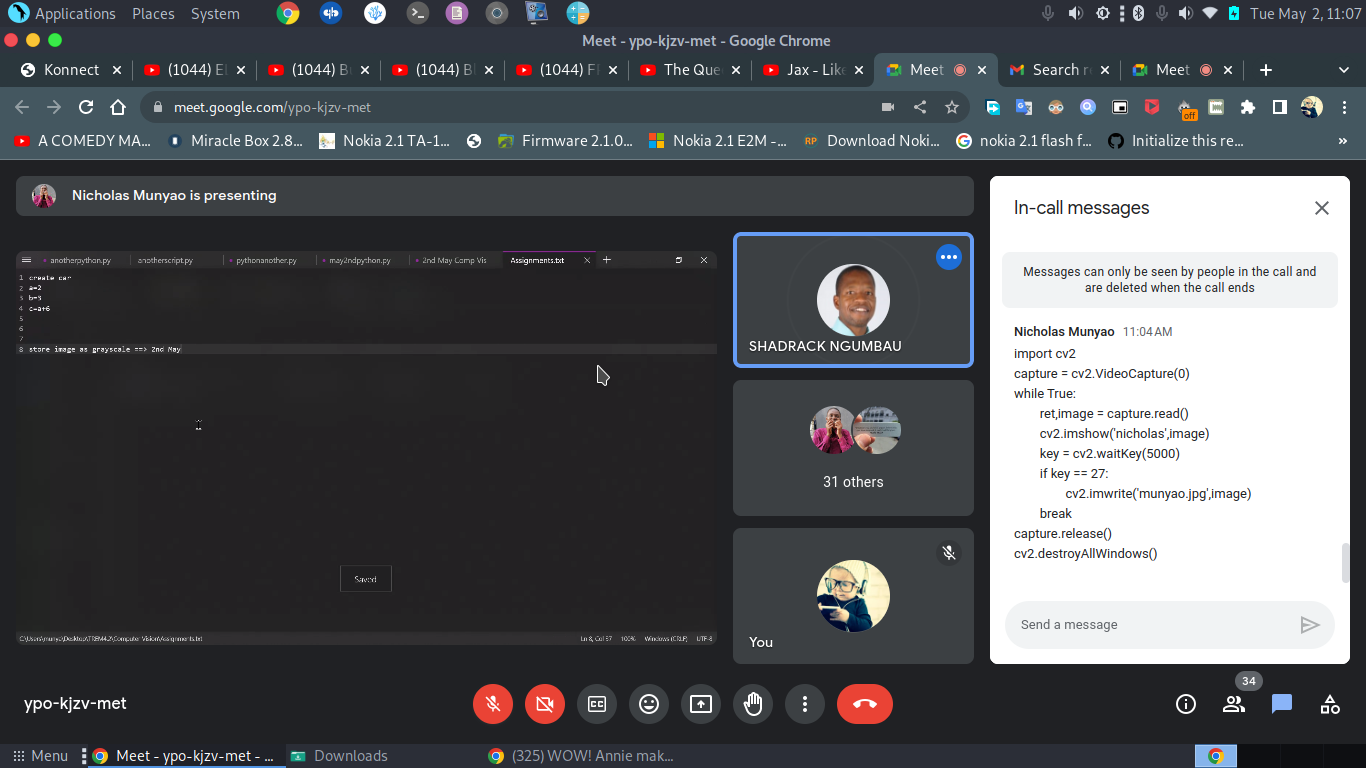 Applications Places System
Tue May 2, 11:07
Meet - ypo-kjzv-met - Google Chrome
Konnect
(1044) E
(1044) B
(1044) B
(1044) F
The Que
Jax - Like
Meet
Search r
Meet
meet.google.com/ypo-kjzv-met
off
A COMEDY MA...
Miracle Box 2.8...
Nokia 2.1 TA-1...
Firmware 2.1.0...
Nokia 2.1 E2M -...
RP
Download Noki...
nokia 2.1 flash f...
Initialize this re...
»
Nicholas Munyao is presenting
anotherpython.py
anotherscript.py
pythonanother.py
may2ndpython.py
2nd May Comp Vis
Assignments.txt
1 create car
2 a=2
3 b=3
4 c=a+6
5
6
7
8 store image as grayscale ==> 2nd May
Saved
C:\Users\munya\Desktop\TREM4.2\Computer Vision\Assignments.txt
Ln 8, Col 37 100% Windows (CRLF) UTF-8
SHADRACK NGUMBAU
31 others
You
In-call messages
Messages can only be seen by people in the call and
are deleted when the call ends
Nicholas Munyao 11:04 AM
import cv2
capture = cv2.VideoCapture(0)
while True:
ret,image = capture.read()
cv2.imshow('nicholas',image)
key = cv2.waitKey(5000)
if key == 27:
cv2.imwrite('munyao.jpg',image)
break
capture.release()
cv2.destroyAllWindows()
Send a message
ypo-kjzv-met
CC
34
Menu
Meet - ypo-kjzv-met - ...
Downloads
(325) WOW! Annie mak...